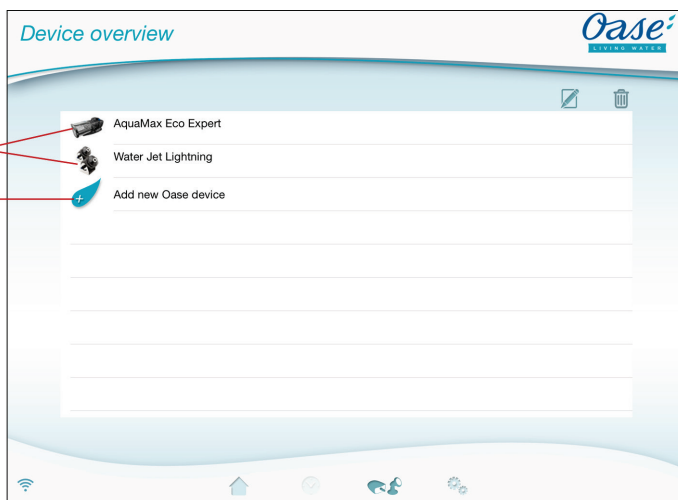 Device overview
Oase
LIVING WATER
AquaMax Eco Expert
Water Jet Lightning
Add new Oase device